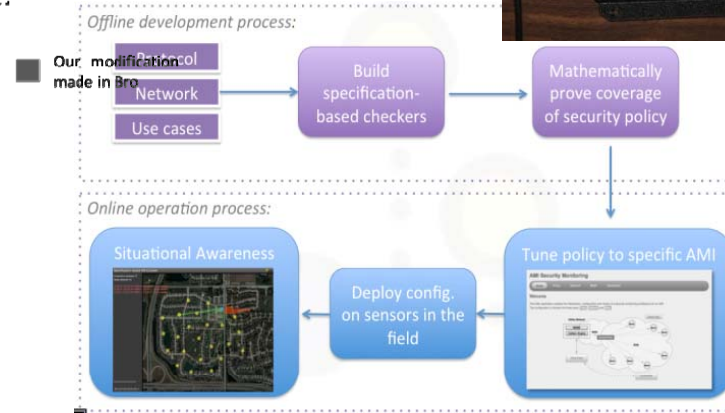 Offline development process:
Our modification
made in Bro
Protocol
Network
Use cases
Build
specification-
based checkers
Mathematically
prove coverage
of security policy
Online operation process:
Situational Awareness
Deploy config.
on sensors in the
field
Tune policy to specific AMI
AMI Security Monitoring
Welcome